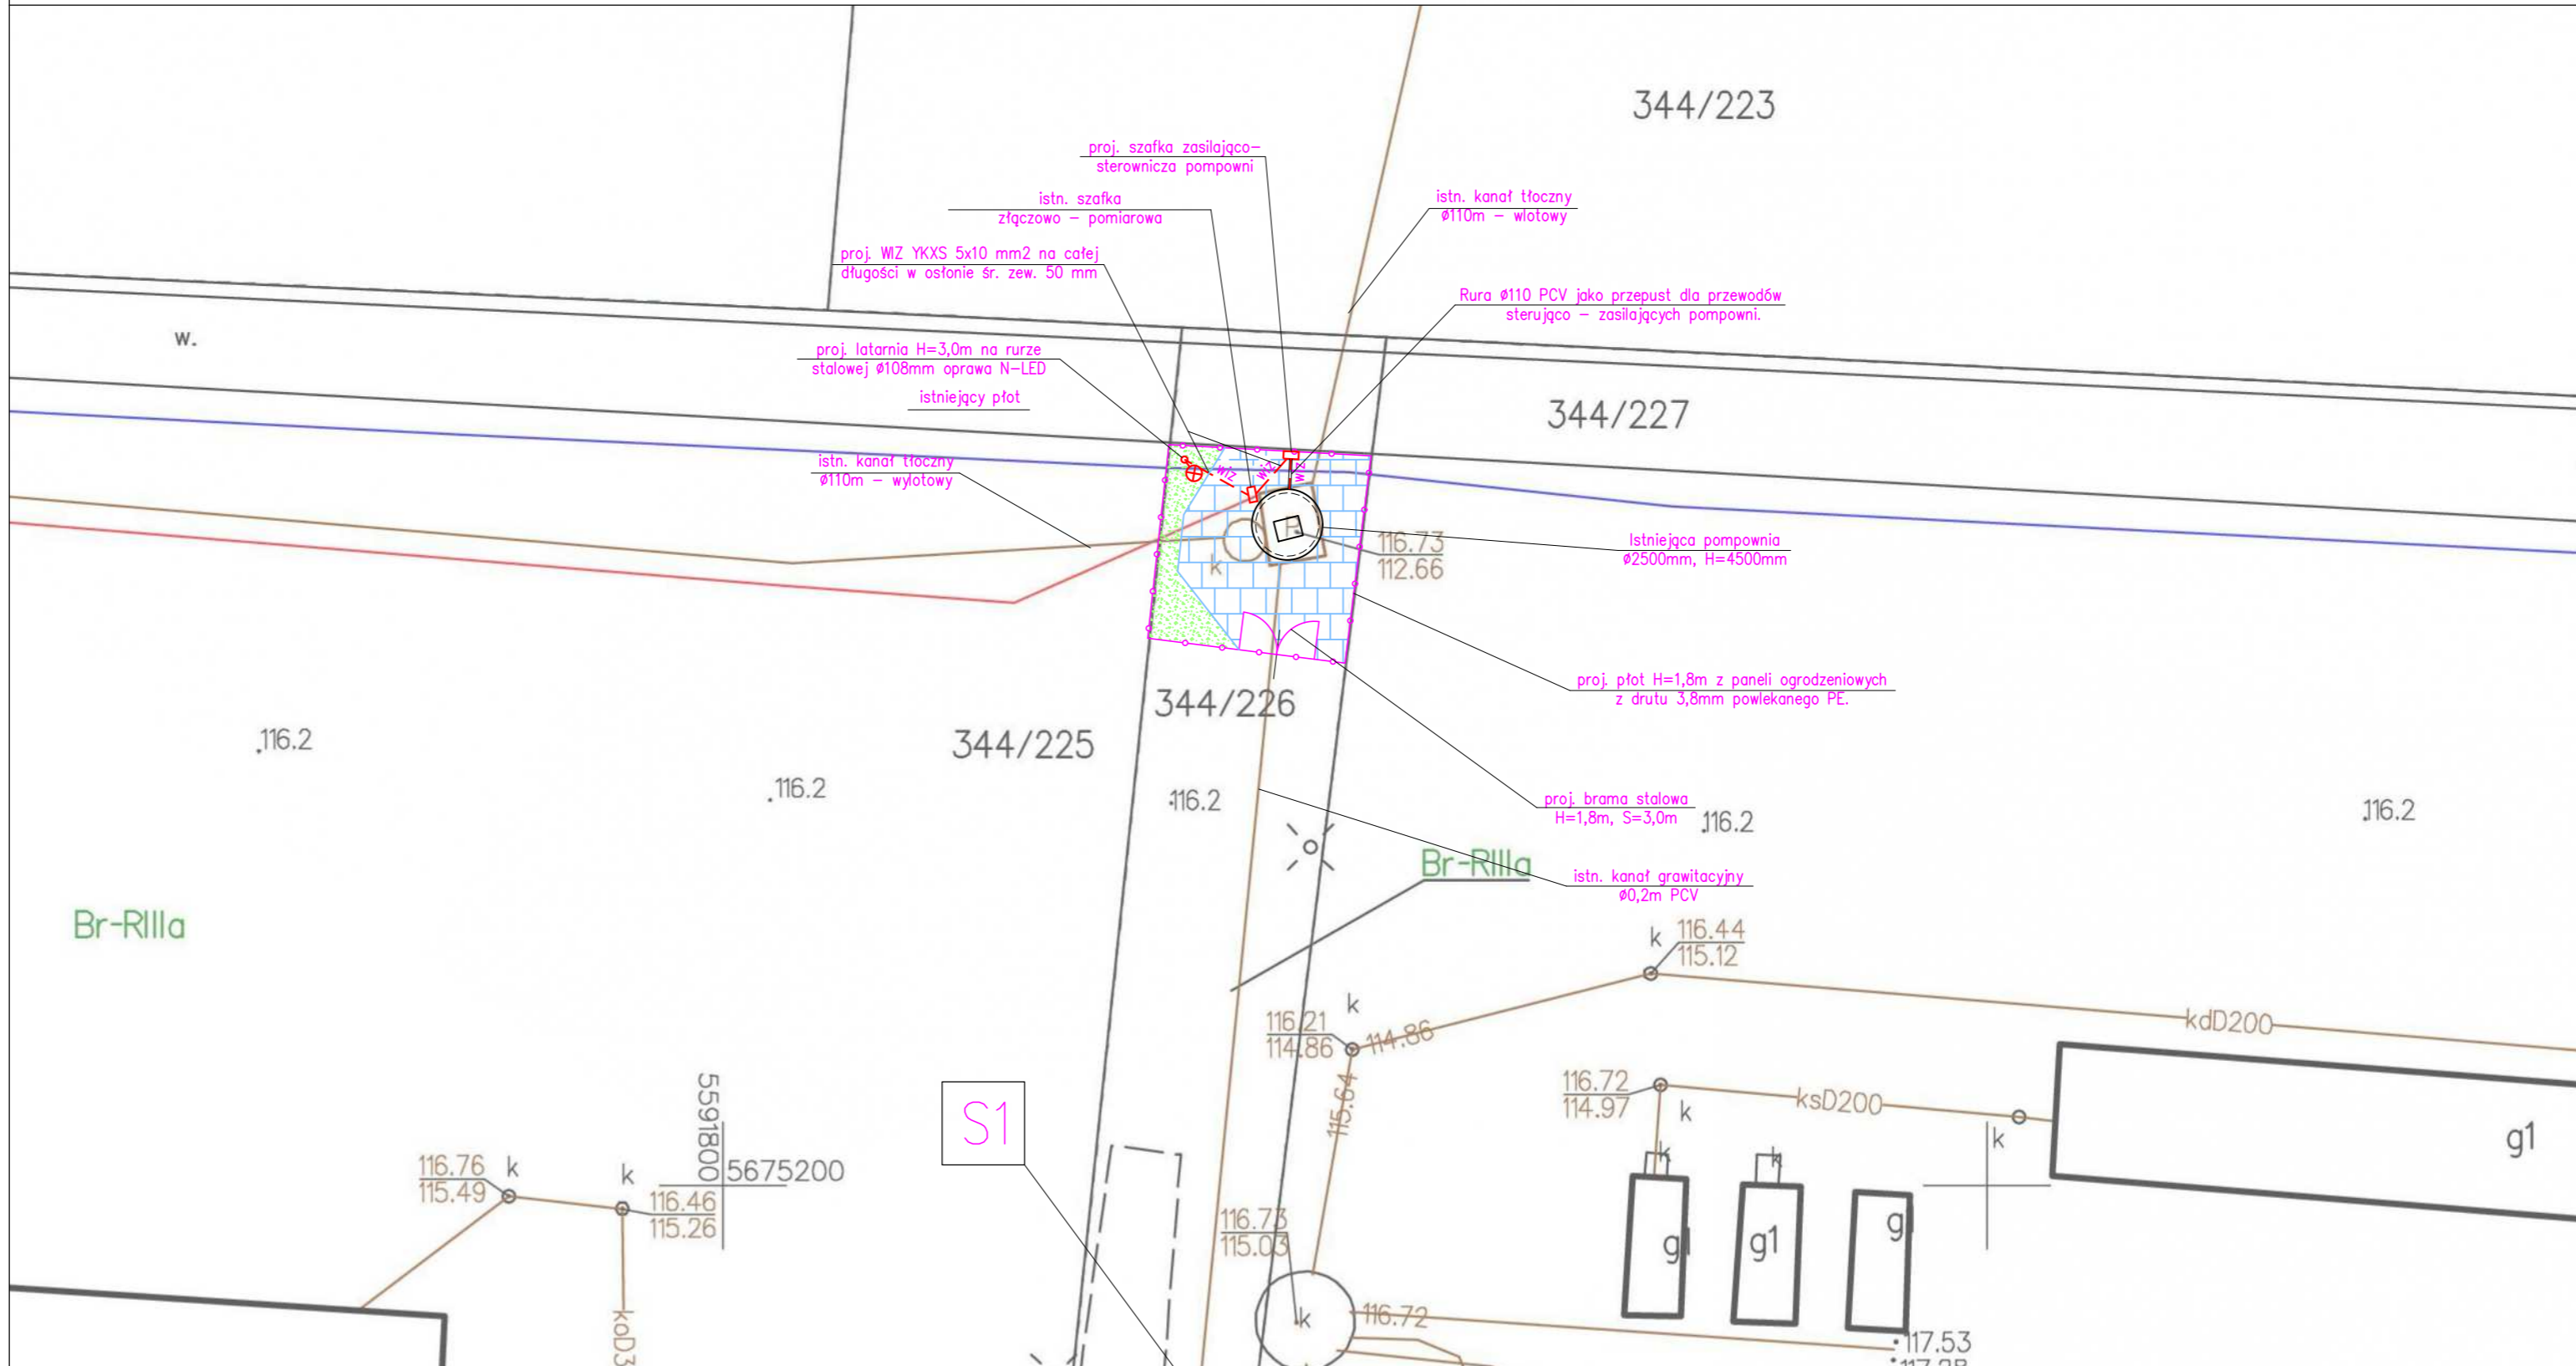 344/223
proj. szafka zasilająco-
sterownicza pompowni
istn. szafka
złączowo - pomiarowa
istn. kanał tłoczny
ø110m - wlotowy
proj. WIZ YKXS 5x10 mm2 na całej
długości w osłonie śr. zew. 50 mm
Rura ø110 PCV jako przepust dla przewodów
sterująco - zasilających pompowni.
w.
proj. latarnia H=3,0m na rurze
stalowej ø108mm oprawa N-LED
istniejący płot
344/227
istn. kanał tłoczny
ø110m - wylotowy
wiz
wiz
wiz
P
k
116.73
112.66
Istniejąca pompownia
ø2500mm, H=4500mm
proj. płot H=1,8m z paneli ogrodzeniowych
z drutu 3,8mm powlekanego PE.
344/226
344/225
116.2
116.2
116.2
proj. brama stalowa
H=1,8m, S=3,0m
116.2
116.2
Br-RIIIa
istn. kanał grawitacyjny
ø0,2m PCV
Br-RIIIa
k
116.44
115.12
k
116.21
114.86
114.86
kdD200
115.64
116.72
114.97
k
ksD200
k
g1
5591800
5675200
S1
116.76
115.49
k
k
116.46
115.26
k
k
g1
g1
g1
116.73
115.03
k
116.72
117.53
koD3